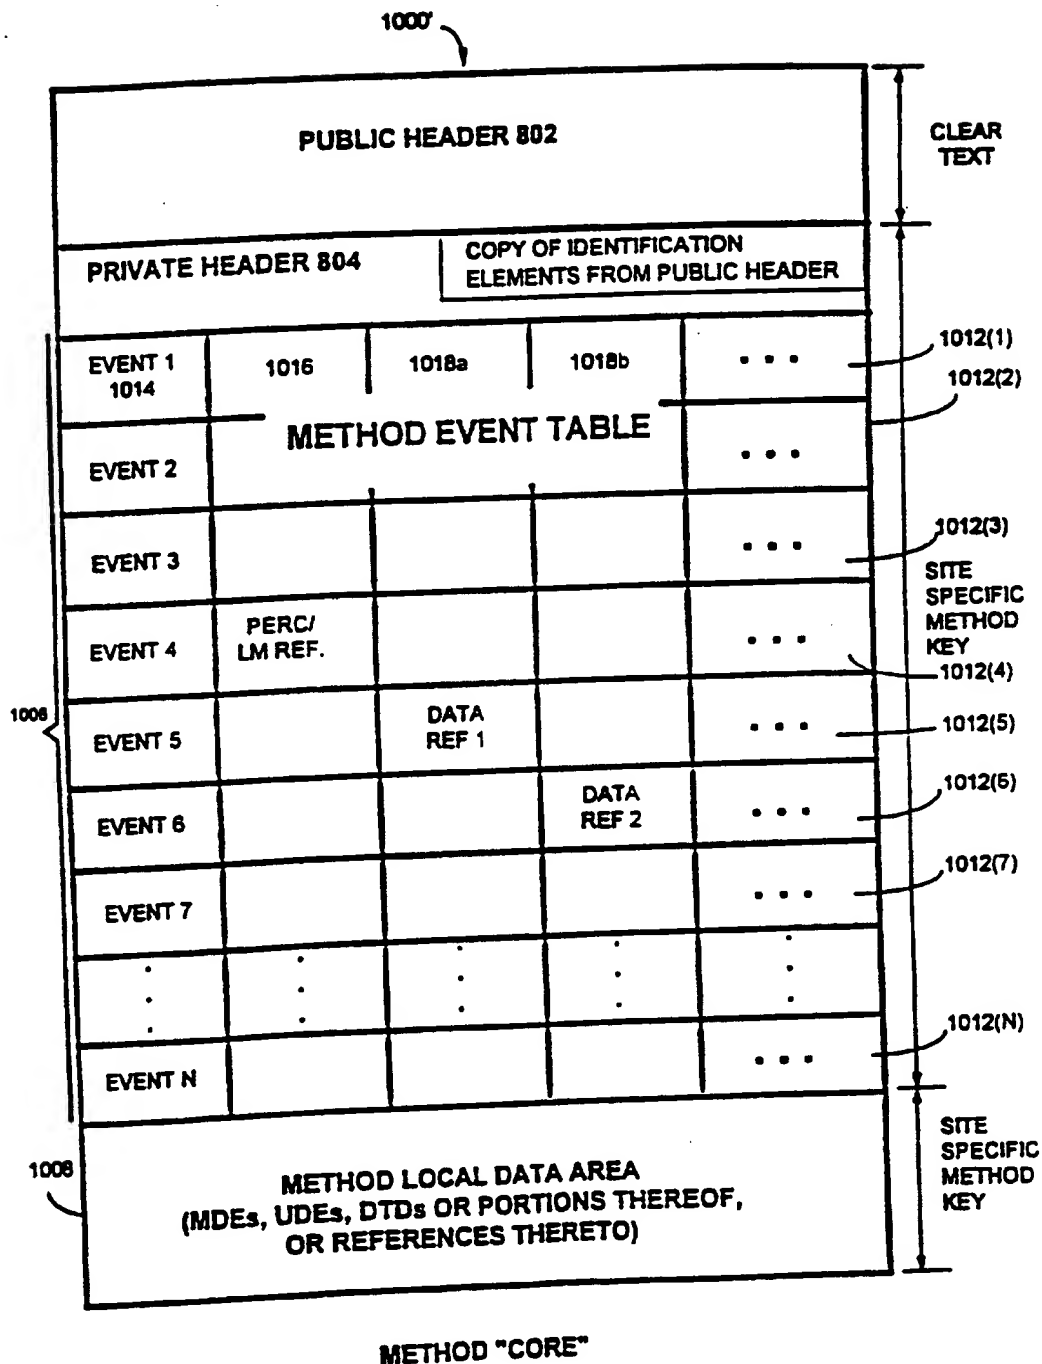 1000'
PUBLIC HEADER 802
CLEAR
TEXT
PRIVATE HEADER 804
COPY OF IDENTIFICATION
ELEMENTS FROM PUBLIC HEADER
EVENT 1
1014
1016
1018a
1018b
• • •
1012(1)
1012(2)
METHOD EVENT TABLE
EVENT 2
• • •
EVENT 3
• • •
1012(3)
SITE
SPECIFIC
METHOD
KEY
EVENT 4
PERC/
LM REF.
• • •
1012(4)
1006
EVENT 5
DATA
REF 1
• • •
1012(5)
EVENT 6
DATA
REF 2
• • •
1012(6)
EVENT 7
• • •
1012(7)
EVENT N
• • •
1012(N)
1008
METHOD LOCAL DATA AREA
(MDEs, UDEs, DTDs OR PORTIONS THEREOF,
OR REFERENCES THERETO)
SITE
SPECIFIC
METHOD
KEY
METHOD "CORE"